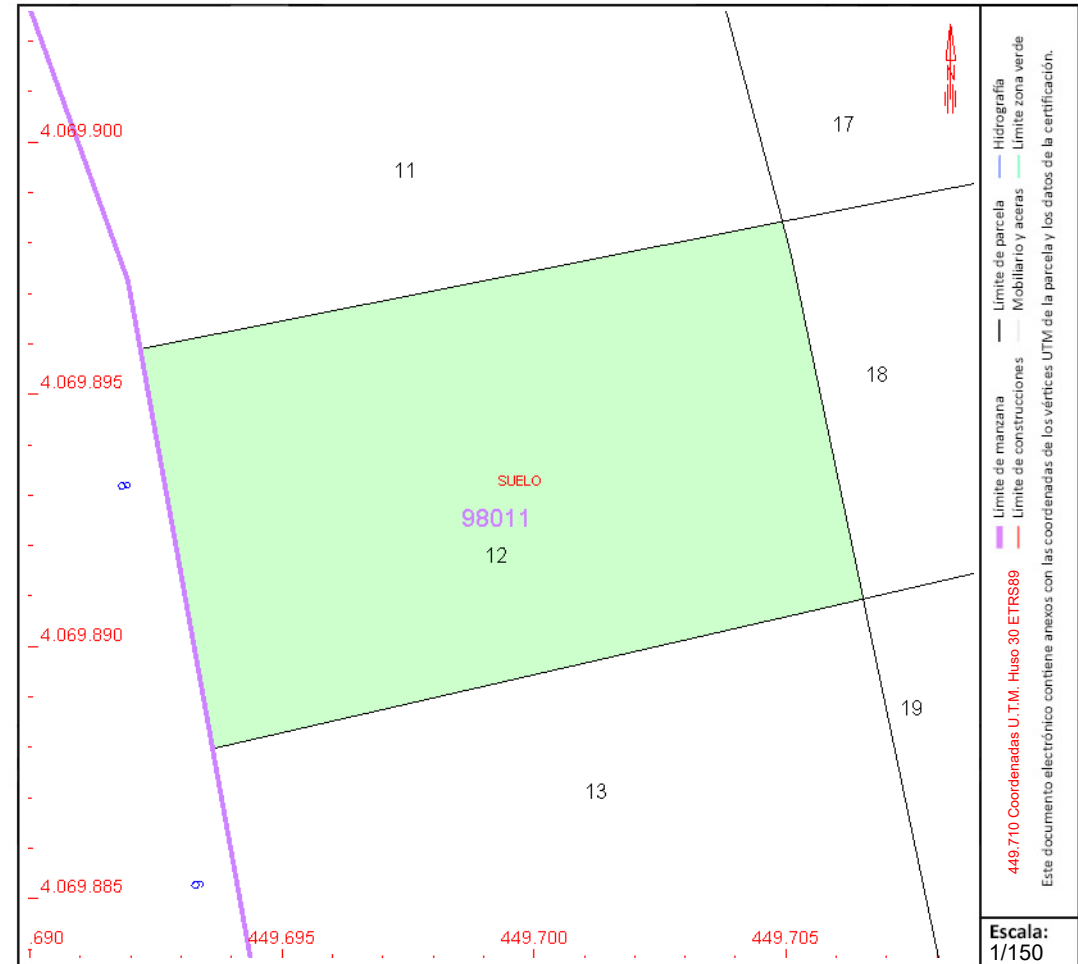 4.069.900
17
11
4.069.895
18
SUELO
98011
12
8
4.069.890
19
13
4.069.885
6
.690
449.695
449.700
449.705
N
Hidrografía
Límite zona verde
Límite de parcela
Mobiliario y aceras
Límite de manzana
Límite de construcciones
449.710 Coordenadas U.T.M. Huso 30 ETRS89
Este documento electrónico contiene anexos con las coordenadas de los vértices UTM de la parcela y los datos de la certificación.
Escala:
1/150